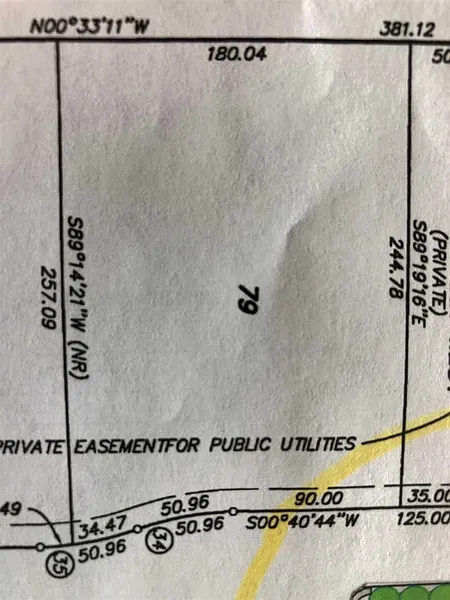 N00°33'11"W
381.12
180.04
50
(PRIVATE)
S89°19'16"E
244.78
S89°14'21"W (NR)
257.09
79
PRIVATE EASEMENTFOR PUBLIC UTILITIES
49
34.47
50.96
90.00
35.00
35
50.96
34
50.96
S00°40'44"W
125.00